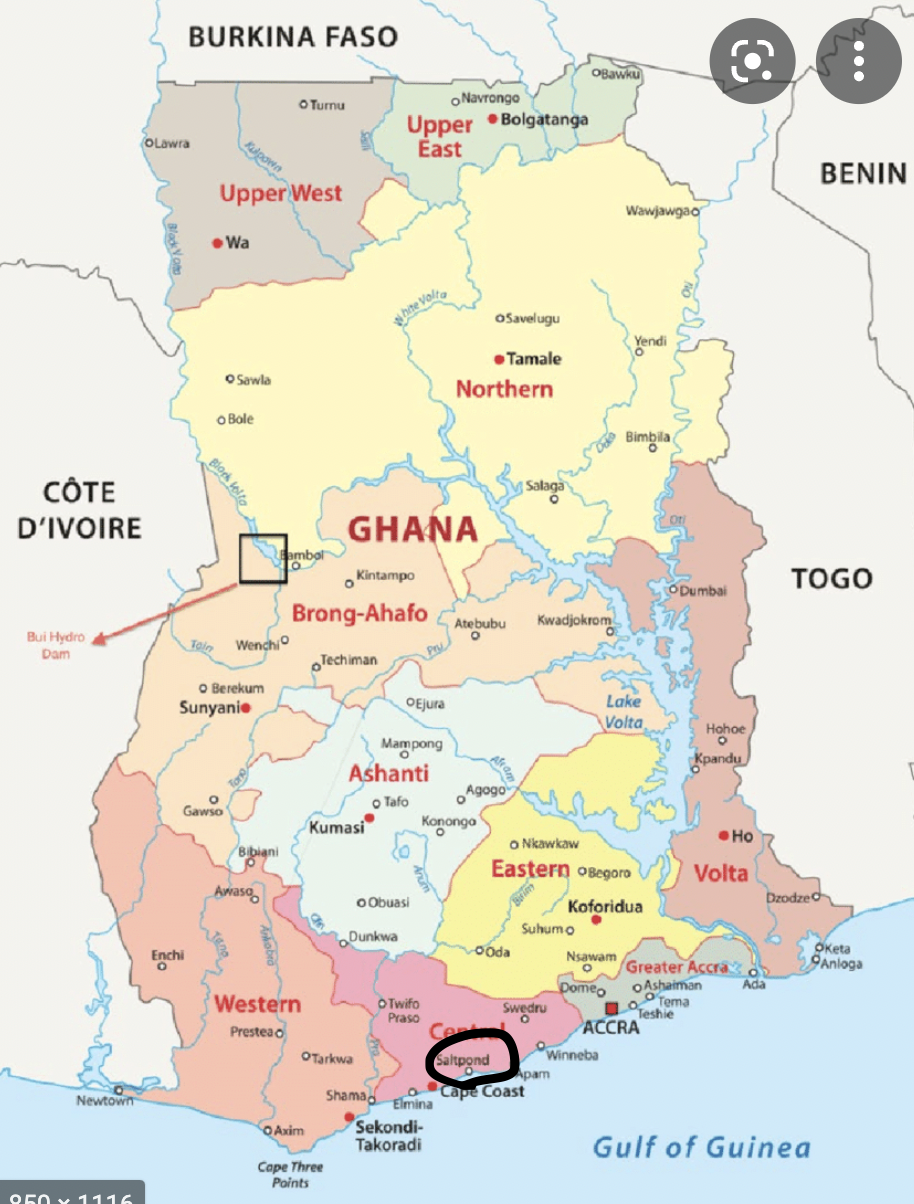 BURKINA FASO
Bawku
Navrongo
Tumu
Bolgatanga
Upper
East
Lawra
Kulpawn
Sisili
BENIN
Upper West
Wawjawga
Wa
Black Volta
Oti
White Volta
Savelugu
Yendi
Tamale
Sawla
Northern
Bole
Bimbila
Daka
Black Volta
Salaga
CÔTE
D'IVOIRE
GHANA
Oti
Bambol
Kintampo
TOGO
Dumbai
Brong-Ahafo
Atebubu
Kwadjokrom
Bui Hydro
Dam
Tain
Wenchi
Pru
Techiman
Berekum
Sunyani
Ejura
Lake
Volta
Hohoe
Mampong
Kpandu
Ashanti
Afram
Tano
Agogo
Tafo
Gawso
Kumasi
Konongo
Ho
Nkawkaw
Bibiani
Eastern
Begoro
Volta
Anum
Awaso
Birim
Dzodze
Obuasi
Koforidua
Ofin
Suhum
Dunkwa
Tano
Ankobra
Oda
Keta
Enchi
Nsawam
Greater Accra
Anloga
Ada
Dome
Ashaiman
Tema
Western
Twifo
Praso
Swedru
Teshie
ACCRA
Prestea
Central
Pra
Winneba
Tarkwa
Saltpond
Apam
Shama
Cape Coast
Newtown
Elmina
Axim
Sekondi-
Takoradi
Gulf of Guinea
Cape Three
Points
850 × 1116